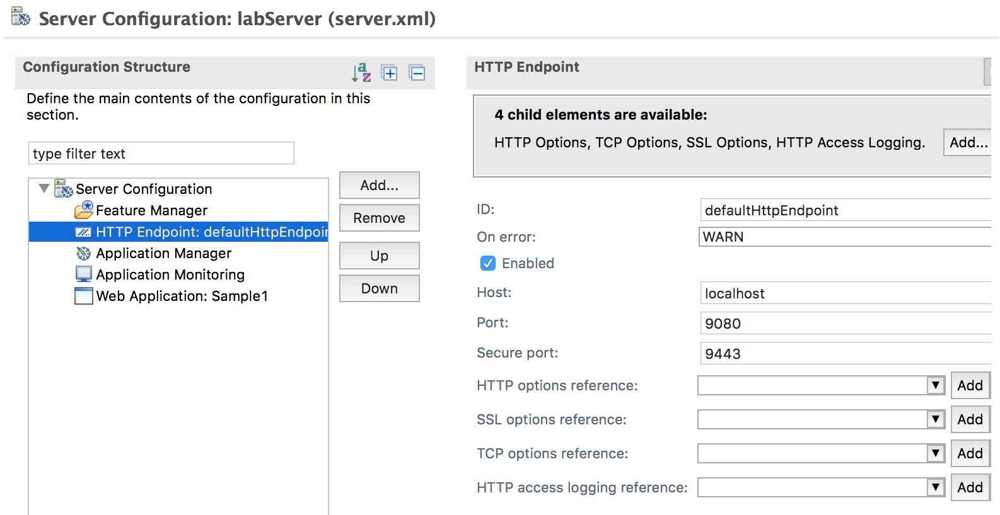 Server Configuration: labServer (server.xml)
Configuration Structure
Define the main contents of the configuration in this
section.
type filter text
Server Configuration
Feature Manager
HTTP Endpoint: defaultHttpEndpoin
Application Manager
Application Monitoring
Web Application: Sample1
Add...
Remove
Up
Down
HTTP Endpoint
4 child elements are available:
HTTP Options, TCP Options, SSL Options, HTTP Access Logging. Add...
ID: defaultHttpEndpoint
On error: WARN
Enabled
Host: localhost
Port: 9080
Secure port: 9443
HTTP options reference: Add
SSL options reference: Add
TCP options reference: Add
HTTP access logging reference: Add